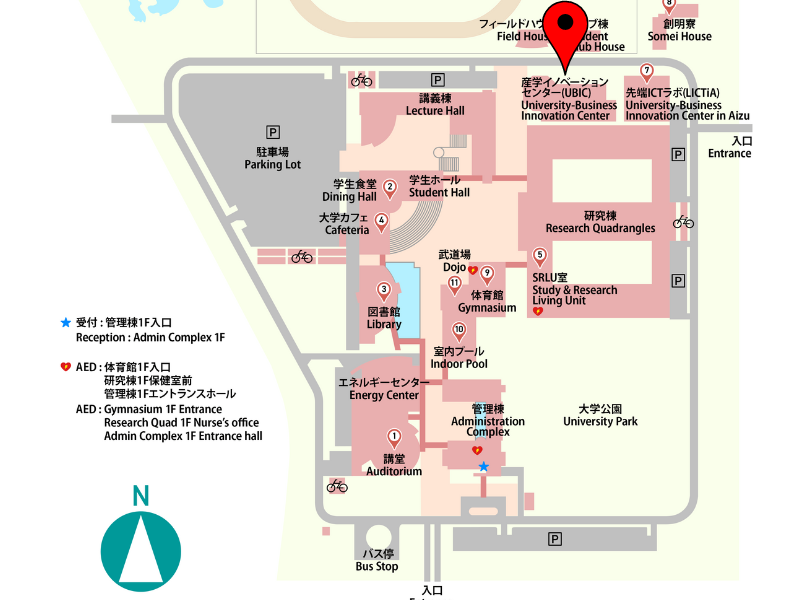 8
フィールドハウ
ブ棟
Field Hous
udent
lub House
創明寮
Somei House
産学イノベーション
センター(UBIC)
University-Business
Innovation Center
7
先端ICTラボ(LICTiA)
University-Business
Innovation Center in Aizu
P
講義棟
Lecture Hall
P
駐車場
Parking Lot
入口
Entrance
P
学生食堂
Dining Hall
2
学生ホール
Student Hall
大学カフェ
Cafeteria
4
研究棟
Research Quadrangles
武道場
Dojo
5
SRLU室
Study & Research
Living Unit
P
9
11
体育館
Gymnasium
3
図書館
Library
10
室内プール
Indoor Pool
受付 : 管理棟1F入口
Reception : Admin Complex 1F
AED : 体育館1F入口
研究棟1F保健室前
管理棟1Fエントランスホール
AED : Gymnasium 1F Entrance
Research Quad 1F Nurse's office
Admin Complex 1F Entrance hall
エネルギーセンター
Energy Center
管理棟
Administration
Complex
大学公園
University Park
1
講堂
Auditorium
N
P
バス停
Bus Stop
入口